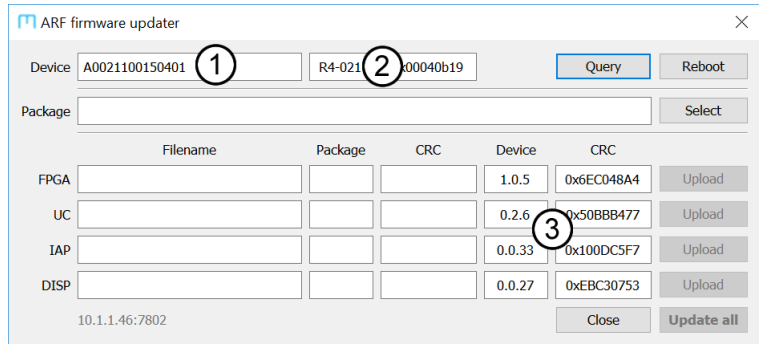 ARF firmware updater
Device A0021100150401 1 R4-021 2 x00040b19 Query Reboot
Package Select
Filename Package CRC Device CRC
FPGA 1.0.5 0x6EC048A4 Upload
UC 0.2.6 0x50BBB477 Upload
3
IAP 0.0.33 0x100DC5F7 Upload
DISP 0.0.27 0xEBC30753 Upload
10.1.1.46:7802 Close Update all